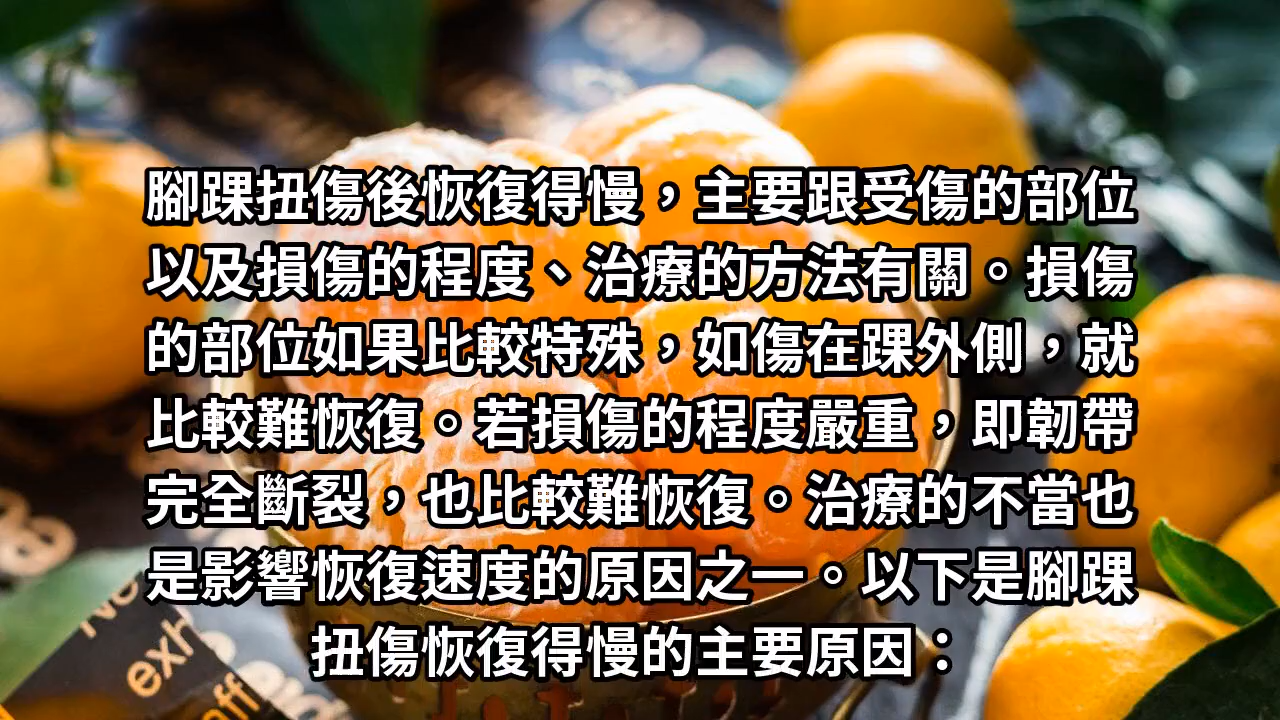 腳踝扭傷後恢復得慢，主要跟受傷的部位
以及損傷的程度、治療的方法有關。損傷
的部位如果比較特殊，如傷在踝外側，就
比較難恢復。若損傷的程度嚴重，即韌帶
完全斷裂，也比較難恢復。治療的不當也
是影響恢復速度的原因之一。以下是腳踝
扭傷恢復得慢的主要原因：
exh